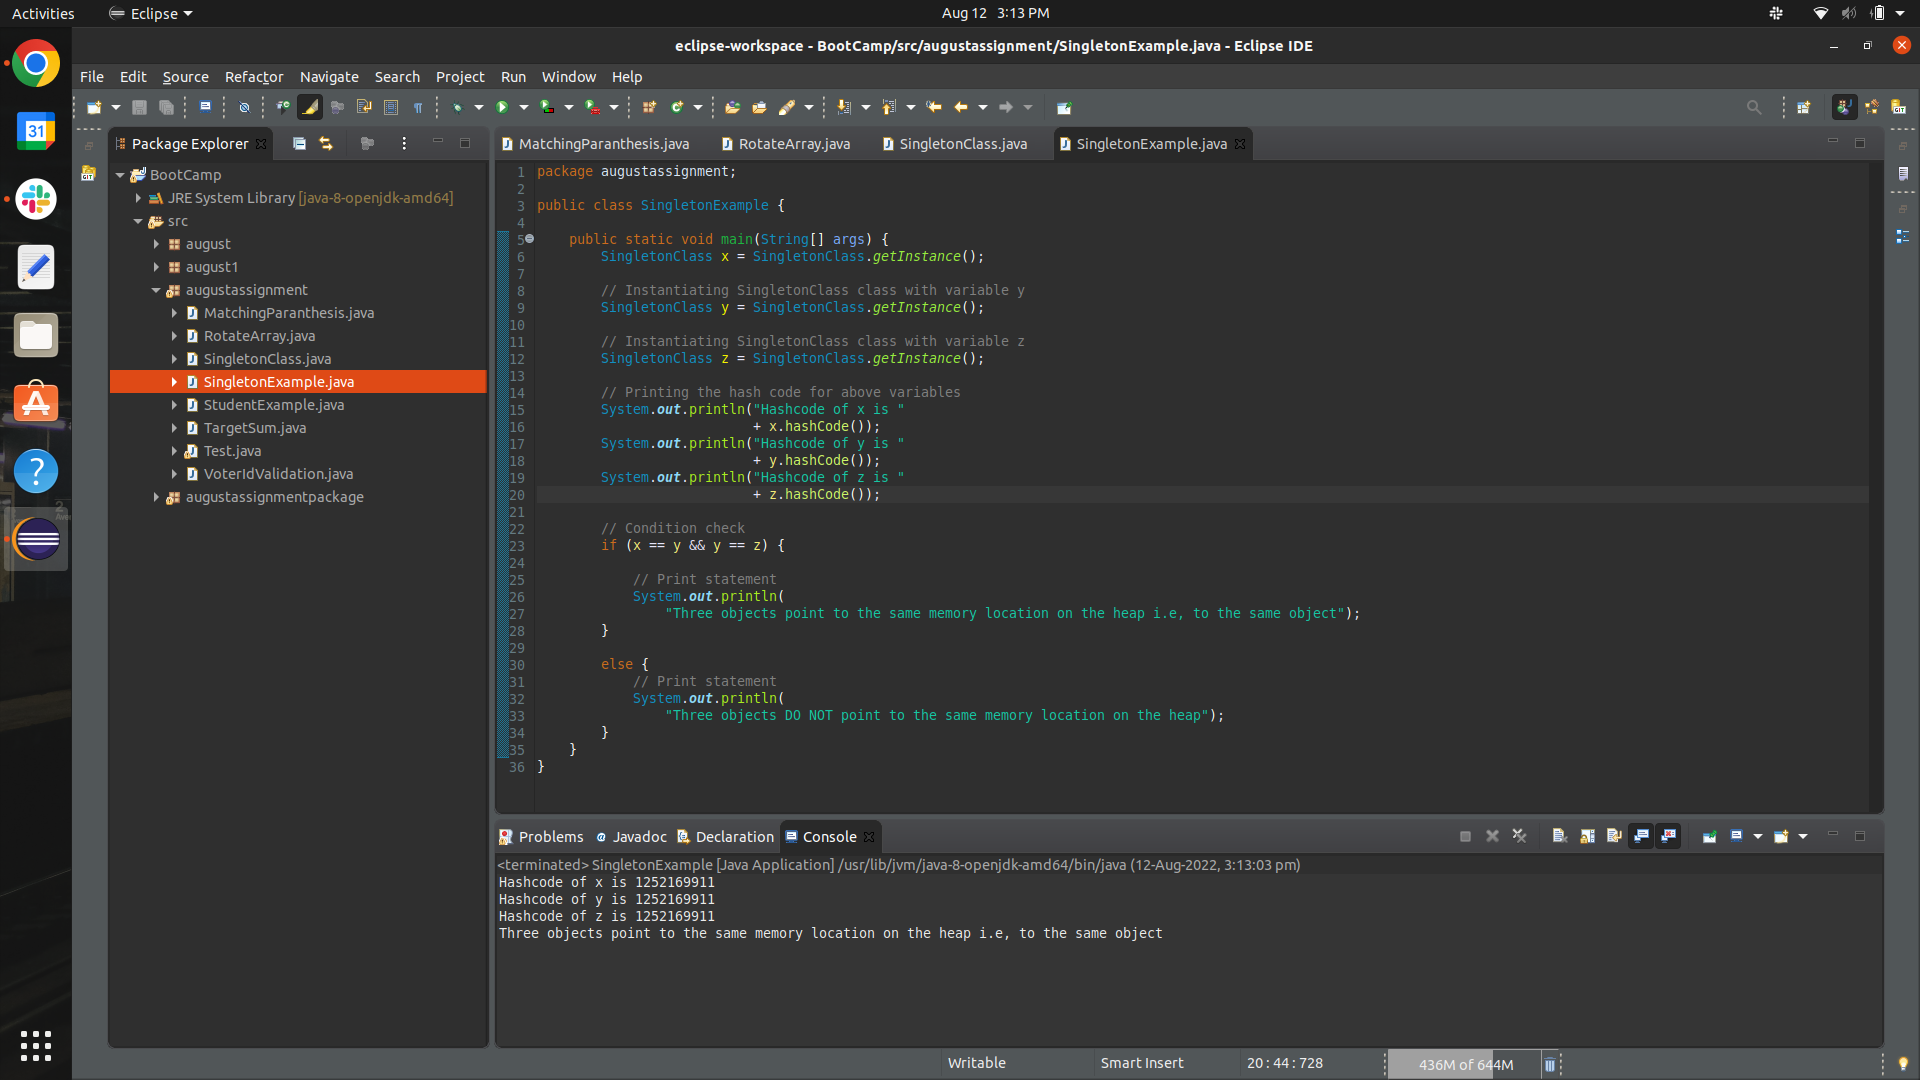 Activities Eclipse Aug 12 3:13 PM
eclipse-workspace - BootCamp/src/augustassignment/SingletonExample.java - Eclipse IDE
File Edit Source Refactor Navigate Search Project Run Window Help
31
Package Explorer
BootCamp
JRE System Library [java-8-openjdk-amd64]
src
august
august1
augustassignment
MatchingParanthesis.java
RotateArray.java
SingletonClass.java
SingletonExample.java
StudentExample.java
TargetSum.java
Test.java
VoterIdValidation.java
augustassignmentpackage
MatchingParanthesis.java RotateArray.java SingletonClass.java SingletonExample.java
1 package augustassignment;
2
3 public class SingletonExample {
4
5 public static void main(String[] args) {
6 SingletonClass x = SingletonClass.getInstance();
7
8 // Instantiating SingletonClass class with variable y
9 SingletonClass y = SingletonClass.getInstance();
10
11 // Instantiating SingletonClass class with variable z
12 SingletonClass z = SingletonClass.getInstance();
13
14 // Printing the hash code for above variables
15 System.out.println("Hashcode of x is "
16 + x.hashCode());
17 System.out.println("Hashcode of y is "
18 + y.hashCode());
19 System.out.println("Hashcode of z is "
20 + z.hashCode());
21
22 // Condition check
23 if (x == y && y == z) {
24
25 // Print statement
26 System.out.println(
27 "Three objects point to the same memory location on the heap i.e, to the same object");
28 }
29
30 else {
31 // Print statement
32 System.out.println(
33 "Three objects DO NOT point to the same memory location on the heap");
34 }
35 }
36 }
Problems Javadoc Declaration Console
<terminated> SingletonExample [Java Application] /usr/lib/jvm/java-8-openjdk-amd64/bin/java (12-Aug-2022, 3:13:03 pm)
Hashcode of x is 1252169911
Hashcode of y is 1252169911
Hashcode of z is 1252169911
Three objects point to the same memory location on the heap i.e, to the same object
Writable Smart Insert 20 : 44 : 728 436M of 644M